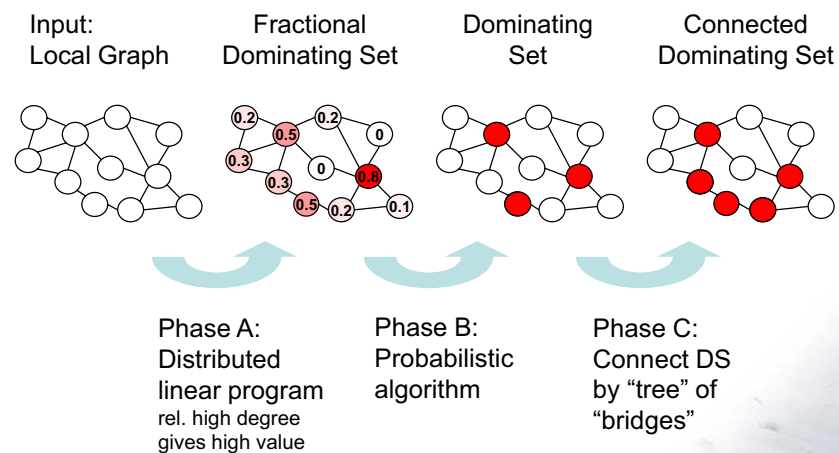 Input:
Local Graph
Fractional
Dominating Set
Dominating
Set
Connected
Dominating Set
0.2
0.5
0.2
0
0.3
0
0.3
0.8
0.5
0.2
0.1
Phase A:
Distributed
linear program
rel. high degree
gives high value
Phase B:
Probabilistic
algorithm
Phase C:
Connect DS
by “tree” of
“bridges”